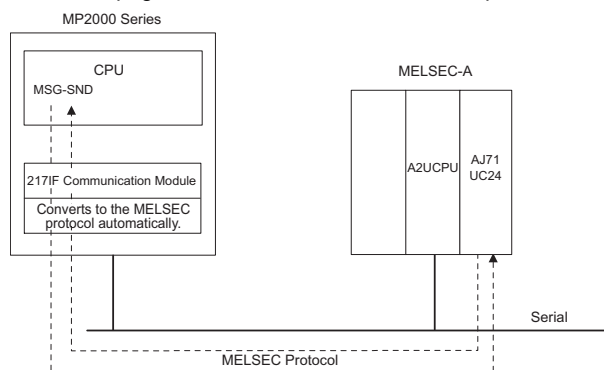 MP2000 Series
CPU
MSG-SND
217IF Communication Module
Converts to the MELSEC
protocol automatically.
MELSEC-A
A2UCPU
AJ71
UC24
Serial
MELSEC Protocol